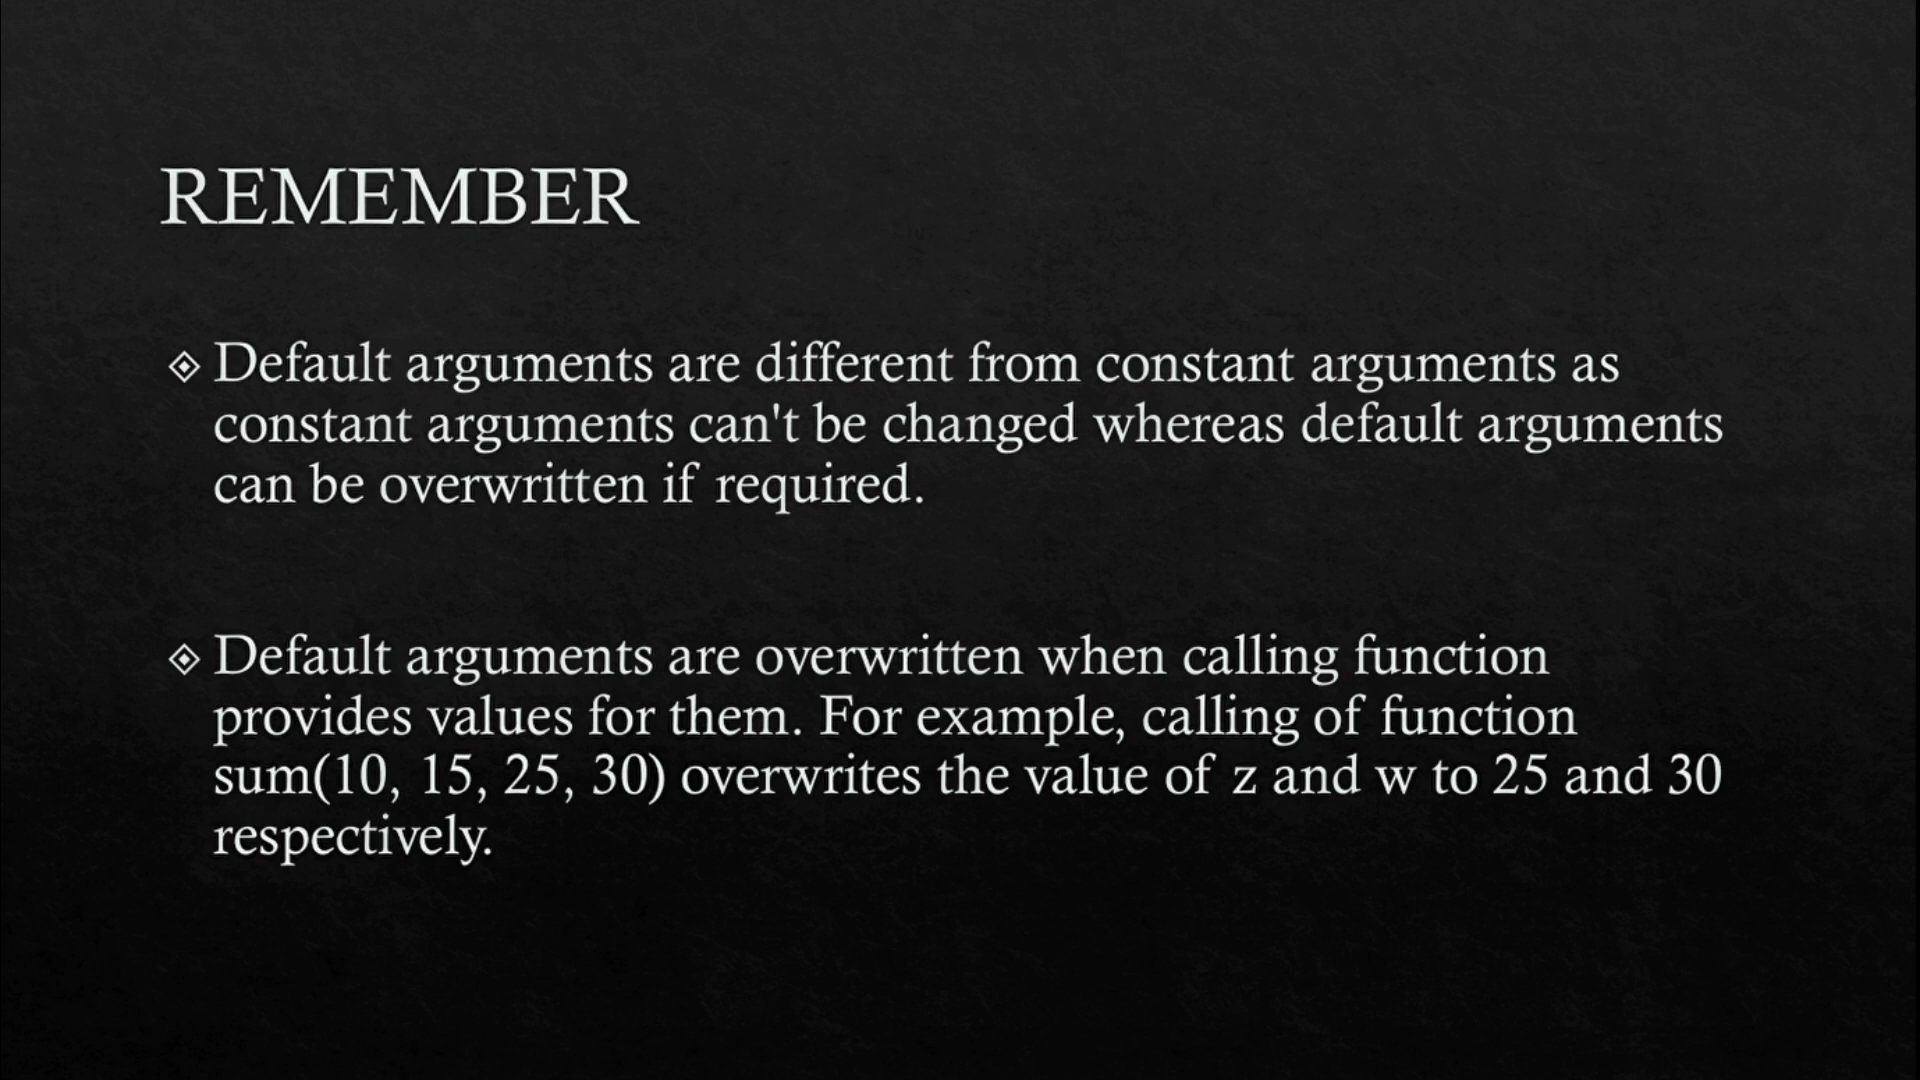 REMEMBER
Default arguments are different from constant arguments as
constant arguments can't be changed whereas default arguments
can be overwritten if required.
Default arguments are overwritten when calling function
provides values for them. For example, calling of function
sum(10, 15, 25, 30) overwrites the value of z and w to 25 and 30
respectively.